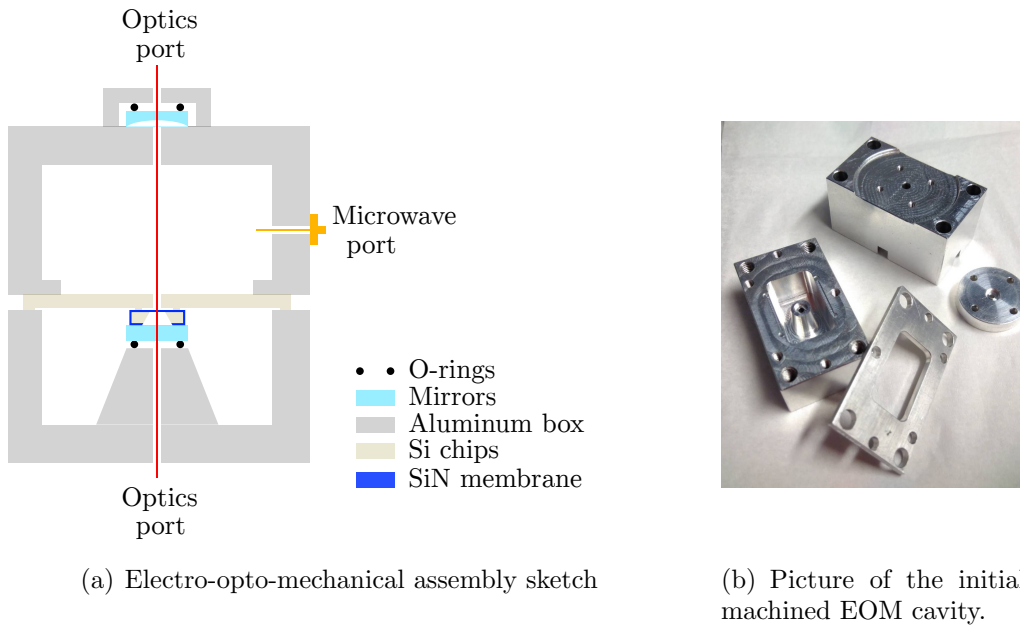 Optics
port
Microwave
port
O-rings
Mirrors
Aluminum box
Si chips
SiN membrane
Optics
port
(a) Electro-opto-mechanical assembly sketch
(b) Picture of the initial
machined EOM cavity.